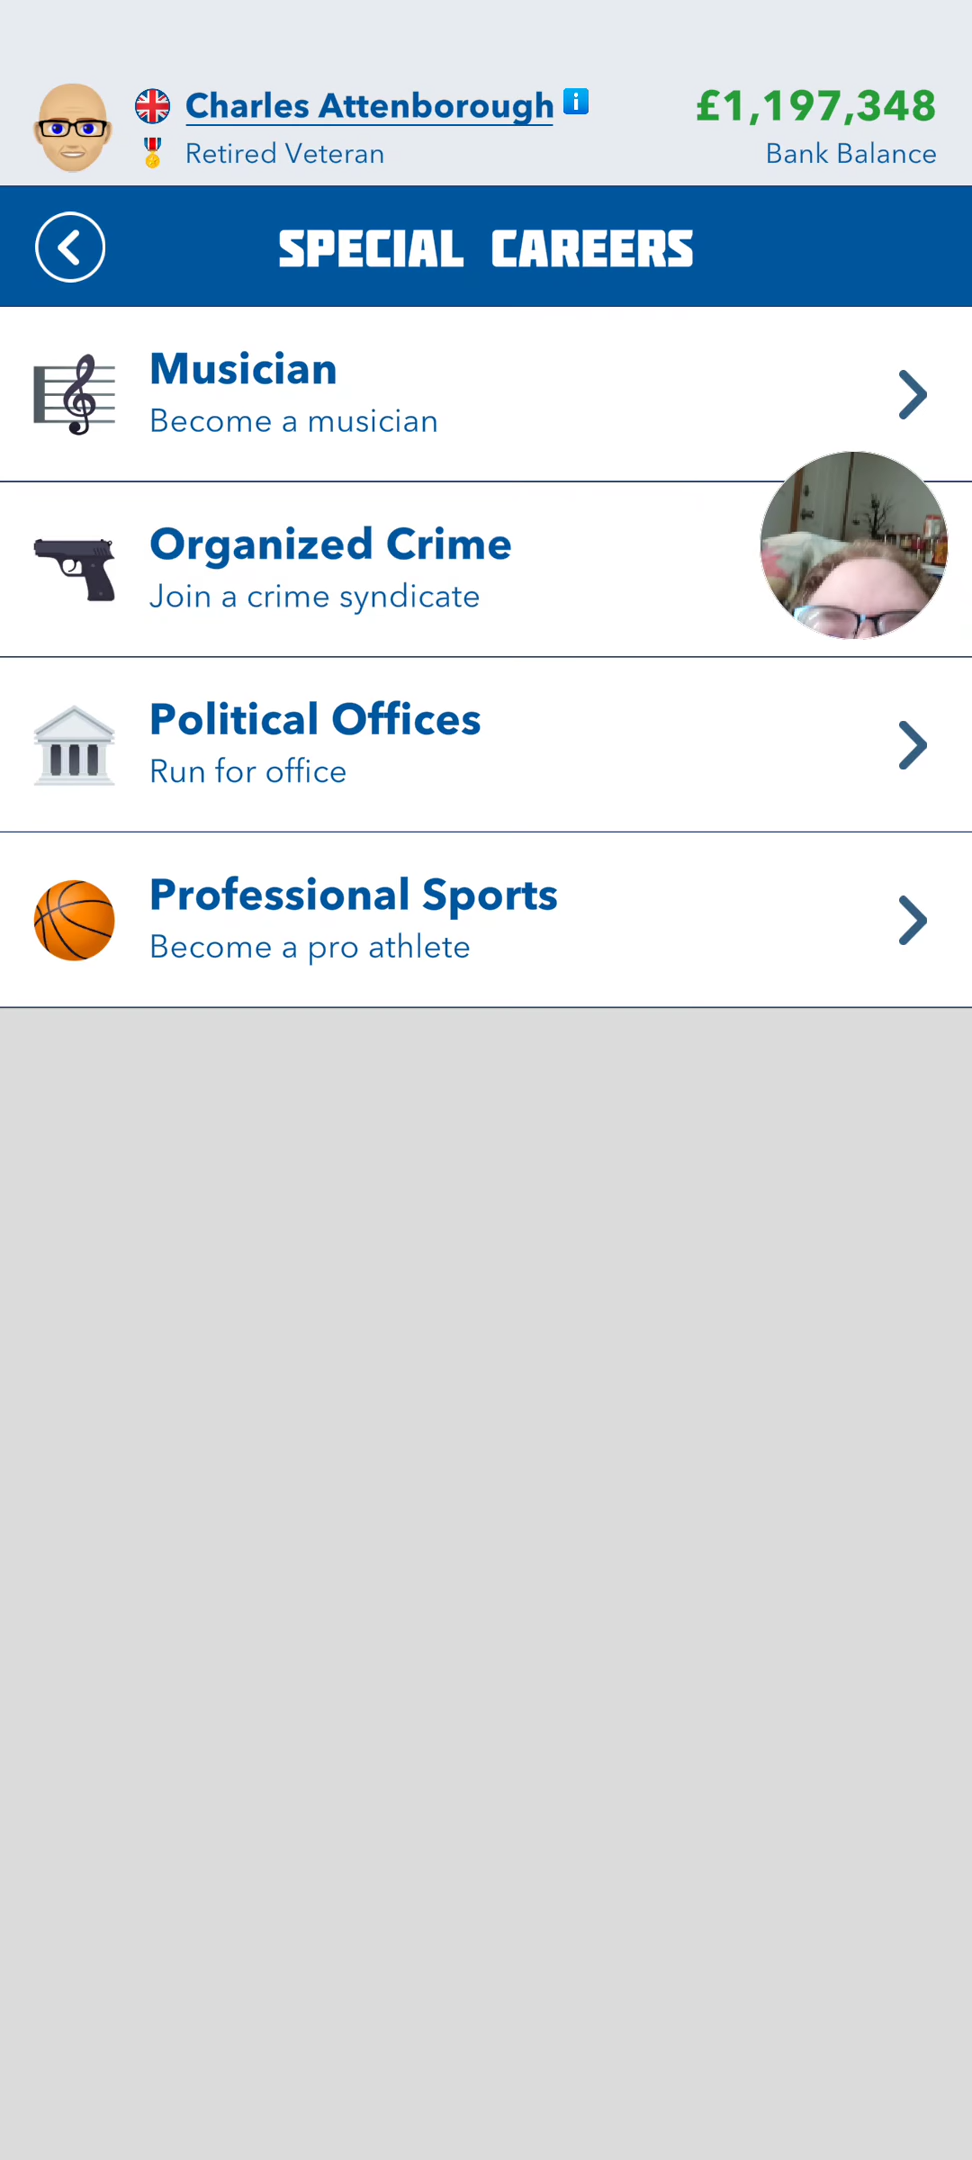 Charles Attenborough i
£1,197,348
Retired Veteran
Bank Balance
SPECIAL CAREERS
Musician
Become a musician
Organized Crime
Join a crime syndicate
Political Offices
Run for office
Professional Sports
Become a pro athlete